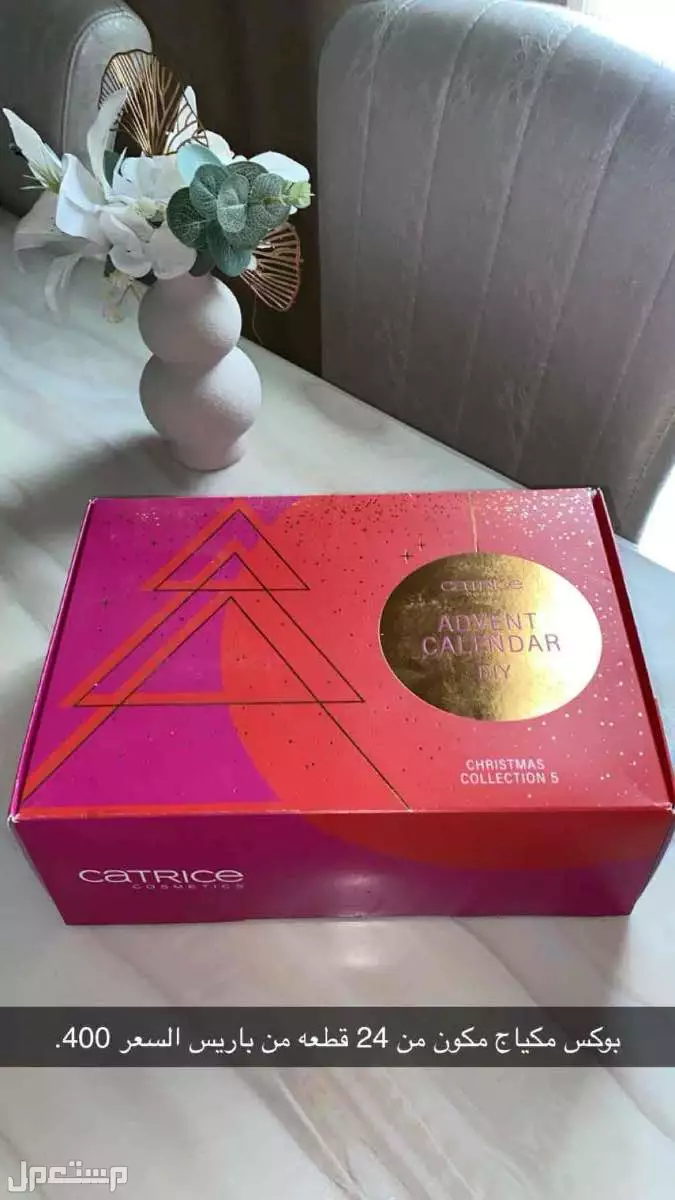 CATRICE
COSMETICS
ADVENT
CALENDAR
DIY
CHRISTMAS
COLLECTION 5
CATRICE
COSMETICS
بوكس مكياج مكون من 24 قطعه من باريس السعر 400.
مستعمل